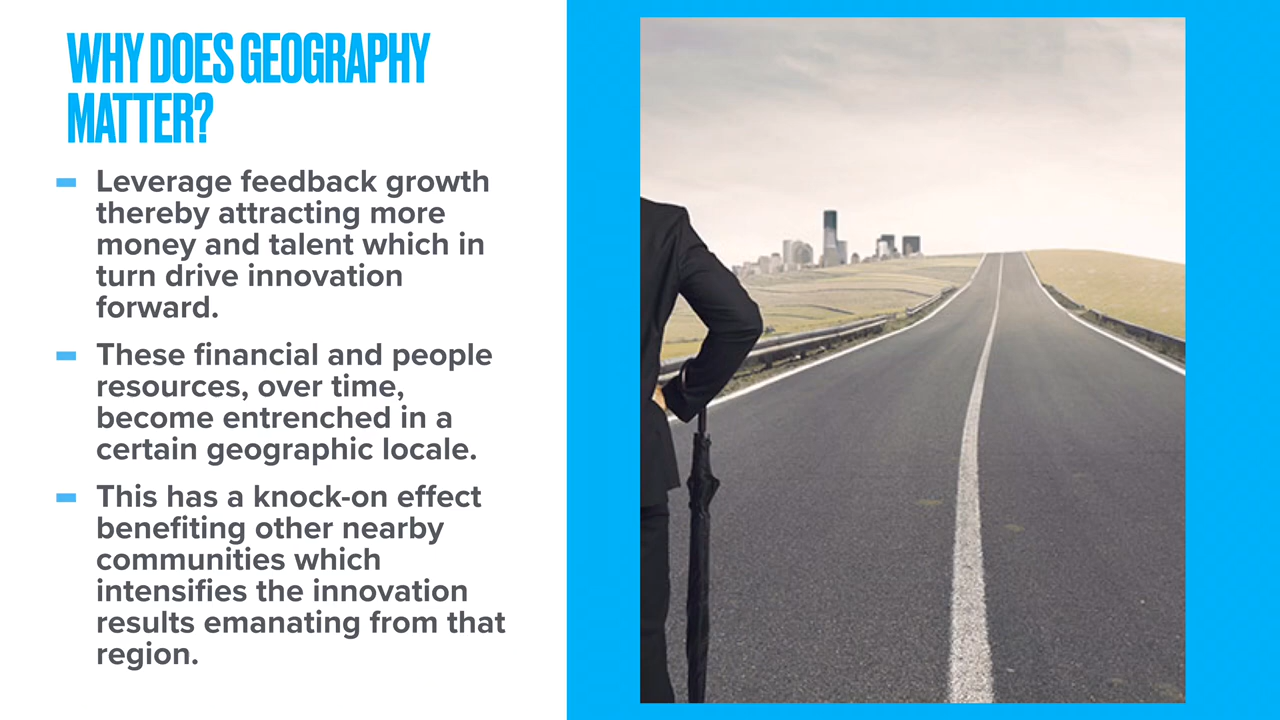 WHY DOES GEOGRAPHY
MATTER?
Leverage feedback growth
thereby attracting more
money and talent which in
turn drive innovation
forward.
These financial and people
resources, over time,
become entrenched in a
certain geographic locale.
This has a knock-on effect
benefiting other nearby
communities which
intensifies the innovation
results emanating from that
region.